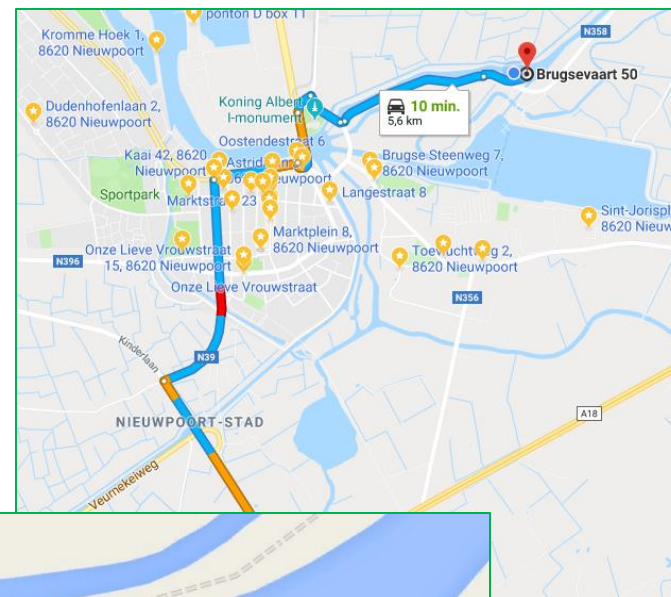 ponton D box 11
Kromme Hoek 1,
8620 Nieuwpoort
N358
Brugsevaart 50
10 min.
5,6 km
Dudenhofenlaan 2,
8620 Nieuwpoort
Koning Albert
I-monument
Oostendestraat 6
Kaai 42, 8620
Nieuwpoort
Astrid
Nieuwpoort
Brugse Steenweg 7,
8620 Nieuwpoort
Sportpark
Marktstraat 23
Langestraat 8
Sint-Jorispl
8620 Nieuw
Marktplein 8,
8620 Nieuwpoort
Onze Lieve Vrouwstraat
15, 8620 Nieuwpoort
8620 Nieuwpoort
N396
Onze Lieve Vrouwstraat
N356
Kinderlaan
N39
A18
NIEUWPOORT-STAD